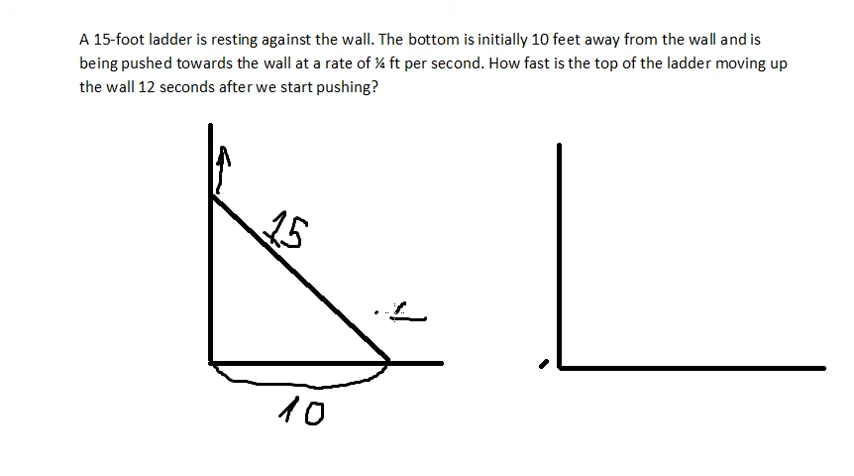 A 15-foot ladder is resting against the wall. The bottom is initially 10 feet away from the wall and is
being pushed towards the wall at a rate of ¼ ft per second. How fast is the top of the ladder moving up
the wall 12 seconds after we start pushing?
15
10